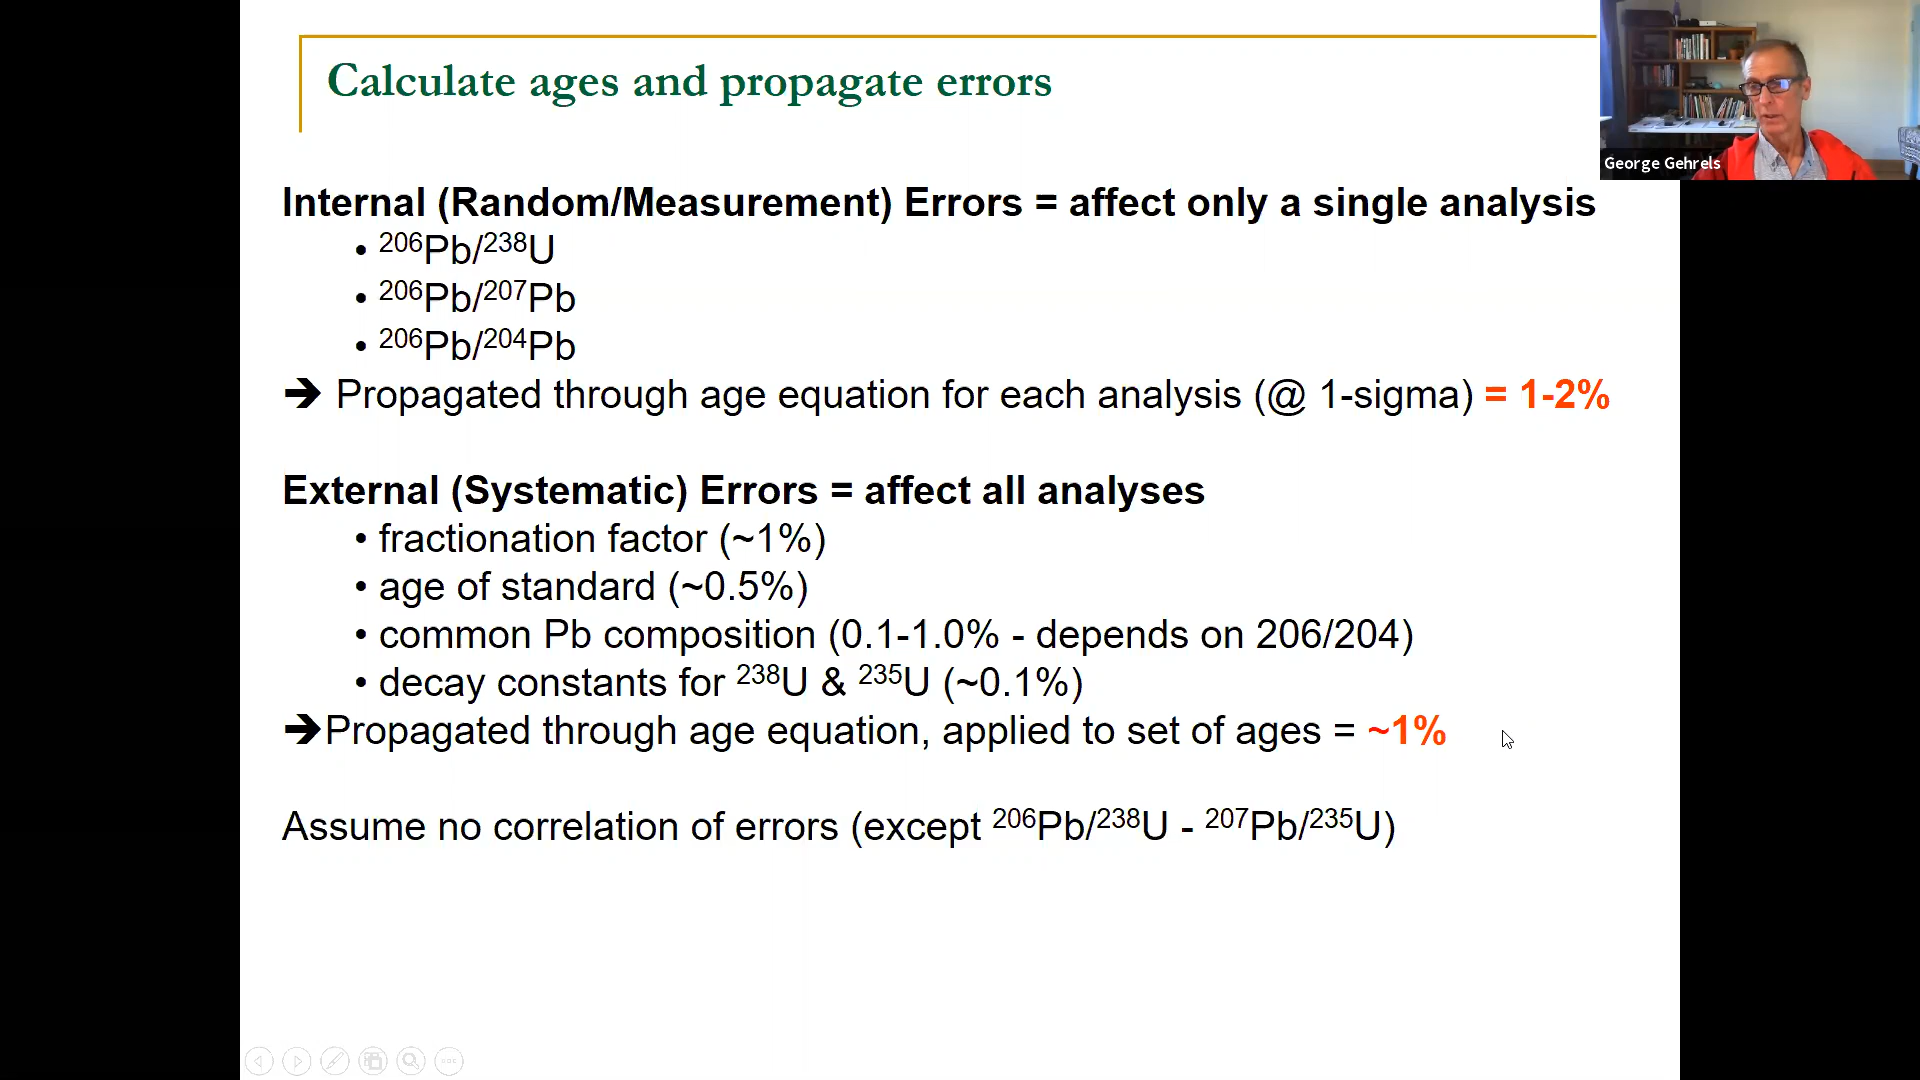 Calculate ages and propagate errors
George Gehrels
Internal (Random/Measurement) Errors = affect only a single analysis
• ²⁰⁶Pb/²³⁸U
• ²⁰⁶Pb/²⁰⁷Pb
• ²⁰⁶Pb/²⁰⁴Pb
➔ Propagated through age equation for each analysis (@ 1-sigma) = 1-2%
External (Systematic) Errors = affect all analyses
• fractionation factor (~1%)
• age of standard (~0.5%)
• common Pb composition (0.1-1.0% - depends on 206/204)
• decay constants for ²³⁸U & ²³⁵U (~0.1%)
➔Propagated through age equation, applied to set of ages = ~1%
Assume no correlation of errors (except ²⁰⁶Pb/²³⁸U - ²⁰⁷Pb/²³⁵U)